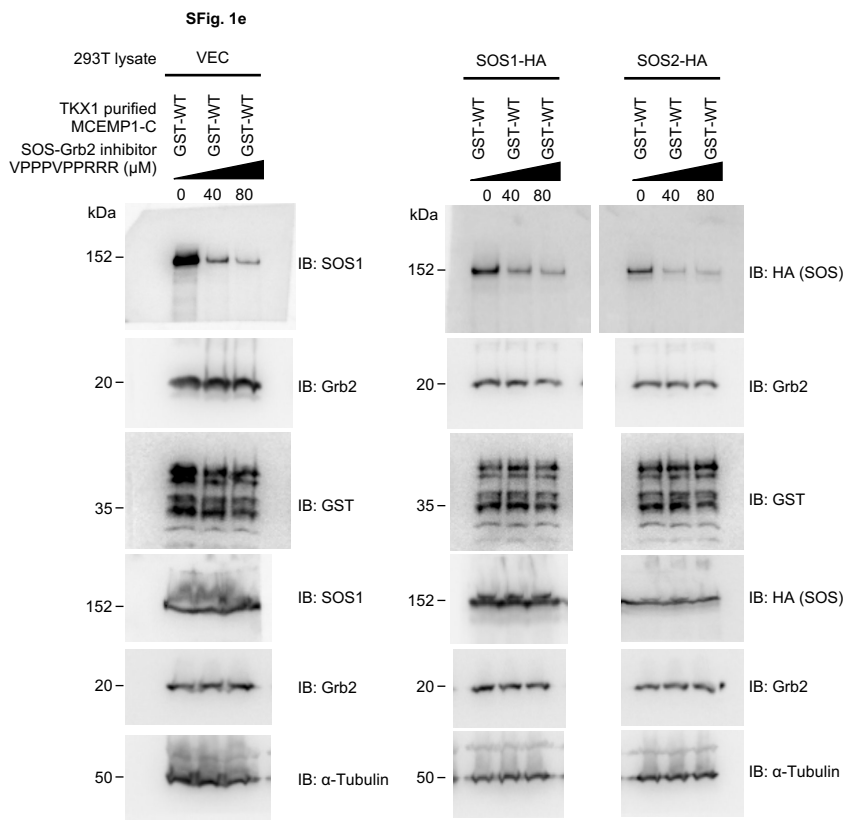 SFig. 1e
293T lysate VEC SOS1-HA SOS2-HA
TKX1 purified
MCEMP1-C
GST-WT GST-WT GST-WT GST-WT GST-WT GST-WT GST-WT GST-WT GST-WT
SOS-Grb2 inhibitor
VPPPVPPRRR (µM)
0 40 80 0 40 80 0 40 80
kDa kDa
152 IB: SOS1 152 IB: HA (SOS)
20 IB: Grb2 20 IB: Grb2
35 IB: GST 35 IB: GST
152 IB: SOS1 152 IB: HA (SOS)
20 IB: Grb2 20 IB: Grb2
50 IB: α-Tubulin 50 IB: α-Tubulin